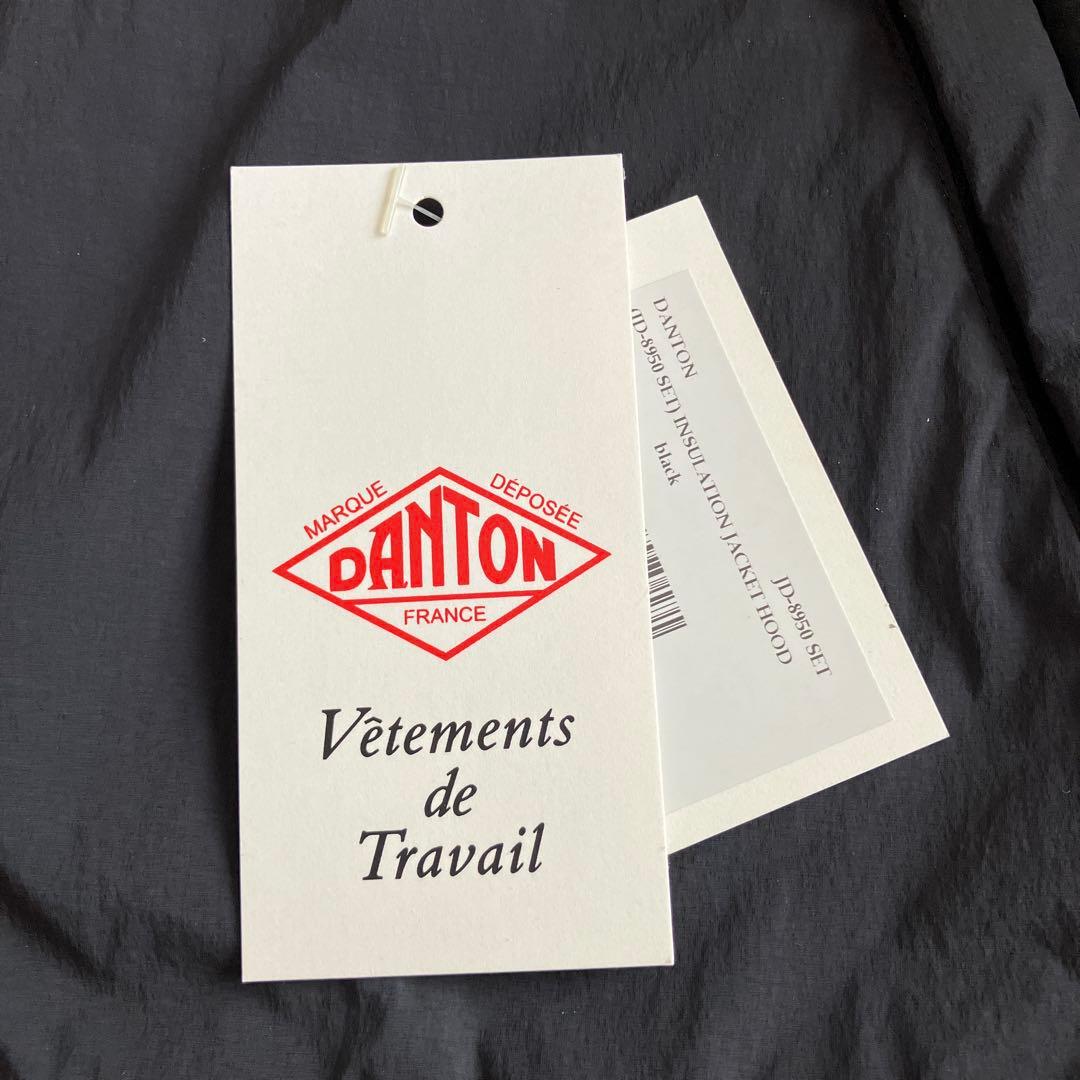 MARQUE DÉPOSÉE
DANTON
FRANCE
Vêtements
de
Travail
JD-8950 SET
DANTON
(JD-8950 SET) INSULATION JACKET HOOD
black